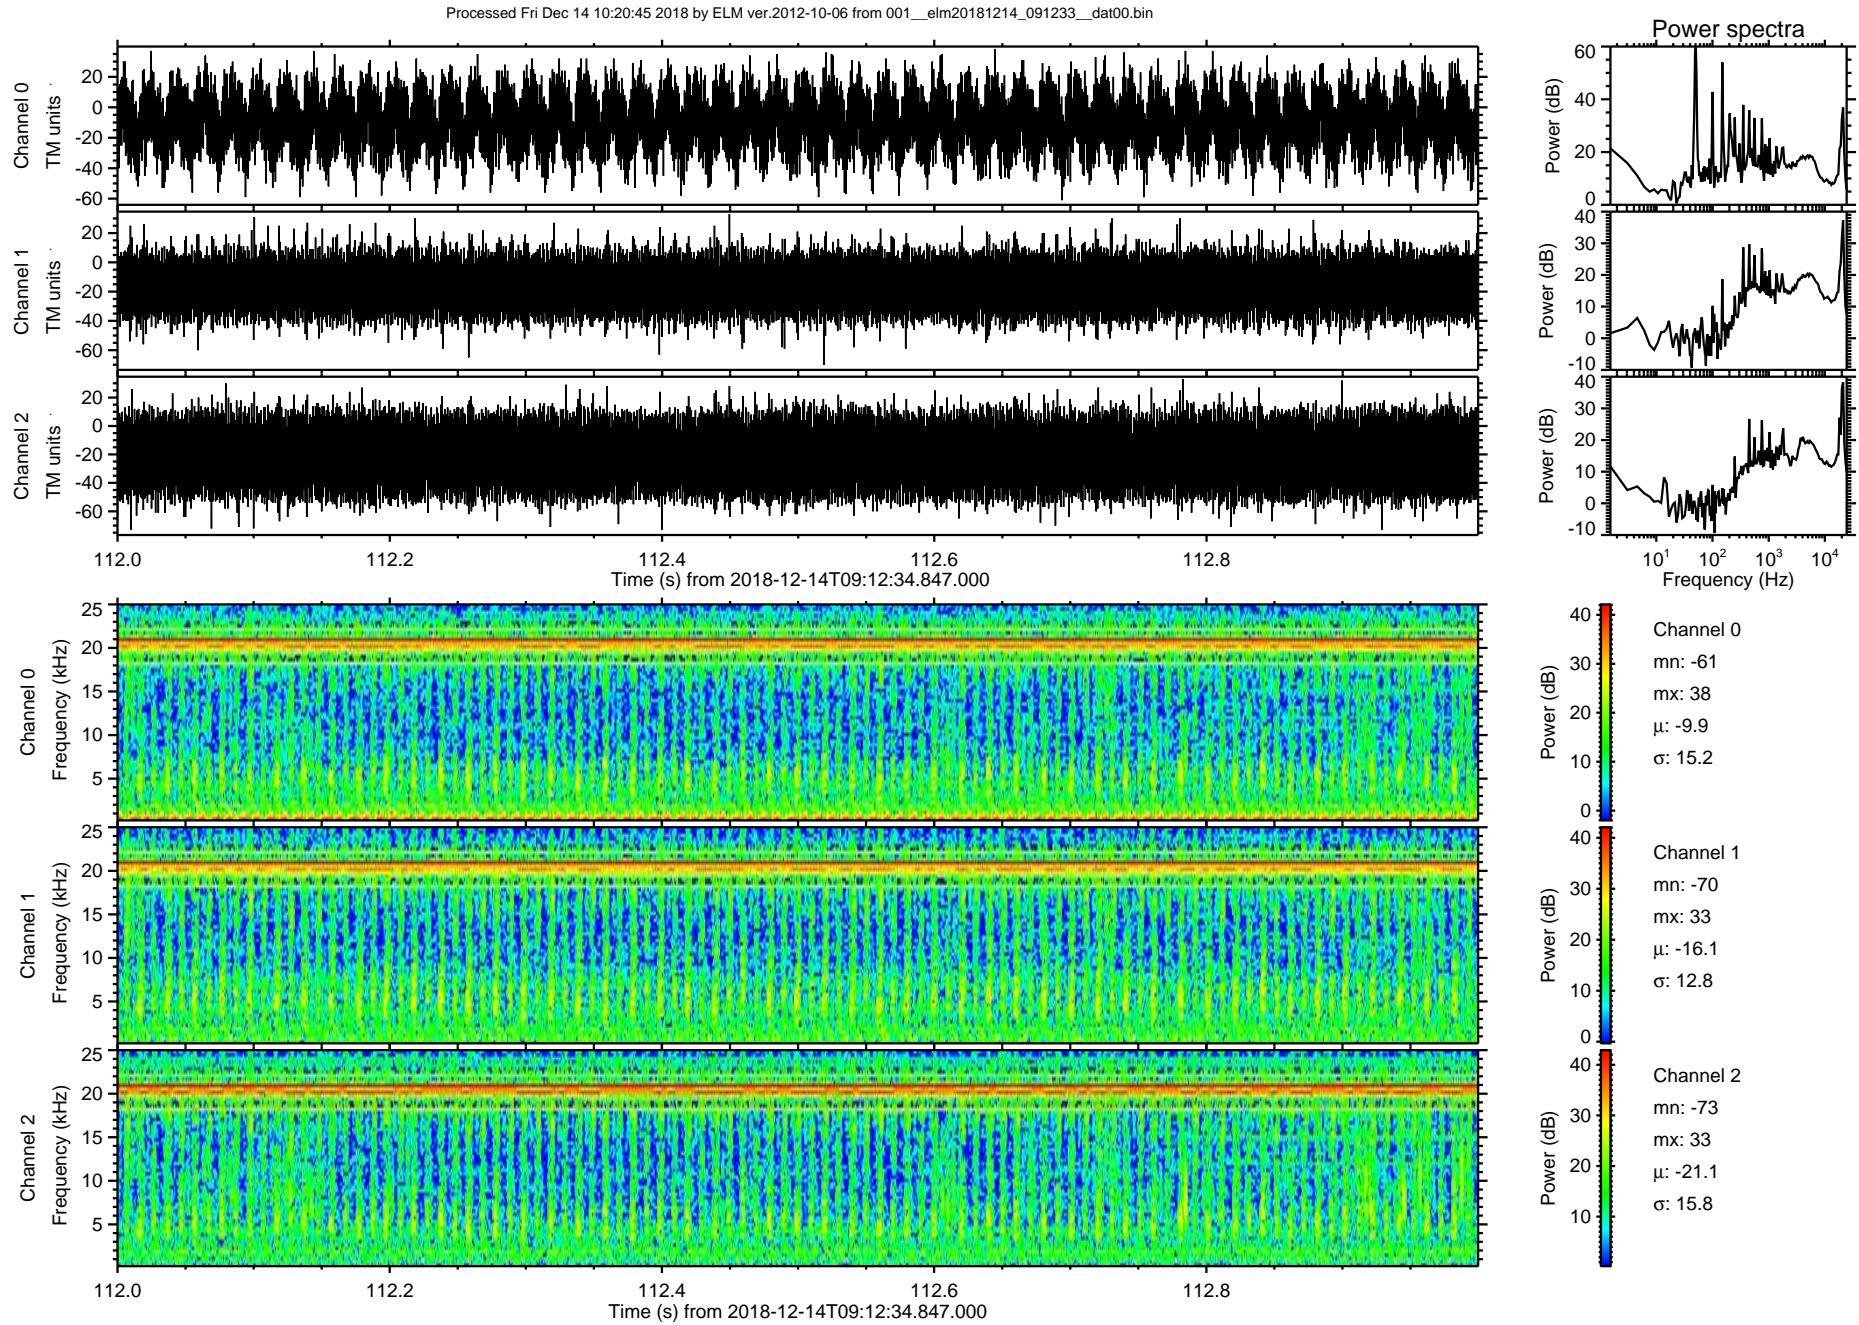 Processed Fri Dec 14 10:20:45 2018 by ELM ver.2012-10-06 from 001__elm20181214_091233__dat00.bin
Power spectra
Channel 0
TM units
20
0
-20
-40
-60
Power (dB)
60
40
20
0
Channel 1
TM units
20
0
-20
-40
-60
Power (dB)
40
30
20
10
0
-10
Channel 2
TM units
20
0
-20
-40
-60
Power (dB)
40
30
20
10
0
-10
112.0 112.2 112.4 112.6 112.8
Time (s) from 2018-12-14T09:12:34.847.000
10^1 10^2 10^3 10^4
Frequency (Hz)
Channel 0
Frequency (kHz)
25
20
15
10
5
Power (dB)
40
30
20
10
0
Channel 0
mn: -61
mx: 38
μ: -9.9
σ: 15.2
Channel 1
Frequency (kHz)
25
20
15
10
5
Power (dB)
40
30
20
10
0
Channel 1
mn: -70
mx: 33
μ: -16.1
σ: 12.8
Channel 2
Frequency (kHz)
25
20
15
10
5
Power (dB)
40
30
20
10
Channel 2
mn: -73
mx: 33
μ: -21.1
σ: 15.8
112.0 112.2 112.4 112.6 112.8
Time (s) from 2018-12-14T09:12:34.847.000